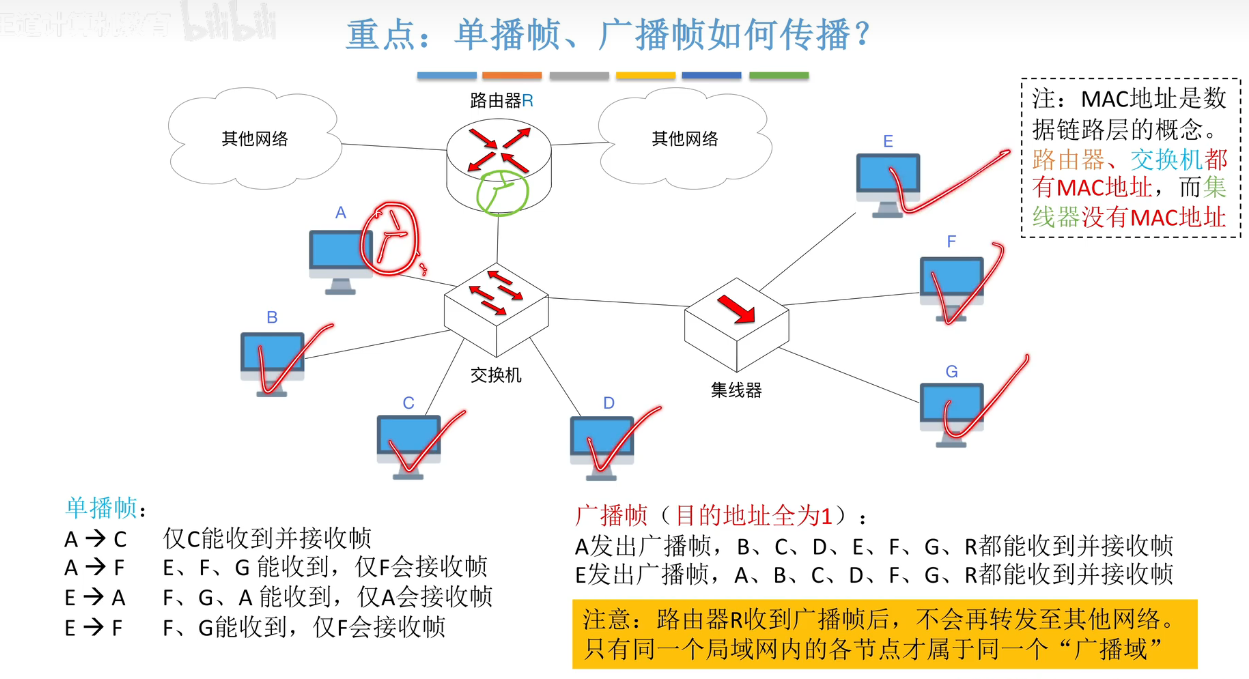 王道计算机教育 bilibili
重点：单播帧、广播帧如何传播？
路由器R
其他网络
其他网络
注：MAC地址是数
据链路层的概念。
路由器、交换机都
有MAC地址，而集
线器没有MAC地址
A
B
C
D
E
F
G
交换机
集线器
单播帧：
A → C 仅C能收到并接收帧
A → F E、F、G 能收到，仅F会接收帧
E → A F、G、A 能收到，仅A会接收帧
E → F F、G能收到，仅F会接收帧
广播帧（目的地址全为1）：
A发出广播帧，B、C、D、E、F、G、R都能收到并接收帧
E发出广播帧，A、B、C、D、F、G、R都能收到并接收帧
注意：路由器R收到广播帧后，不会再转发至其他网络。
只有同一个局域网内的各节点才属于同一个“广播域”